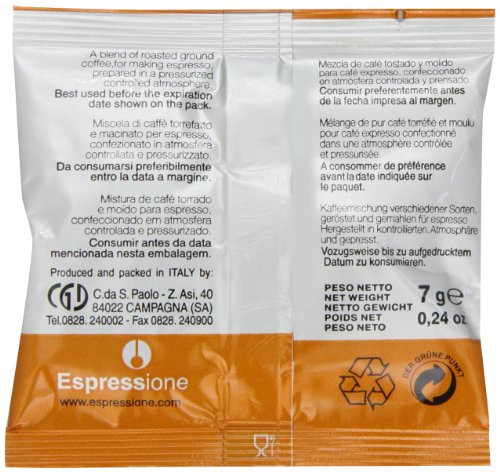 A blend of roasted ground
coffee, for making espresso,
prepared in a pressurized
controlled atmosphere.
Best used before the expiration
date shown on the pack.
Miscela di caffè torrefatto
e macinato per espresso,
confezionato in atmosfera
controllata e pressurizzato.
Da consumarsi preferibilmente
entro la data a margine.
Mistura de café torrado
e moído para espresso,
confeccionado em atmosfera
controlada e pressurizado.
Consumir antes da data
mencionada nesta embalagem.
Produced and packed in ITALY by:
CGD
C.da S. Paolo - Z. Asi, 40
84022 CAMPAGNA (SA)
Tel.0828. 240002 - Fax 0828. 240900
Espressione
www.espressione.com
Mezcla de café tostado y molido
para café expresso, confeccionado
en atmósfera controlada y prensado.
Consumir preferentemente antes
de la fecha impresa al margen.
Mélange de pur café torréfié et moulu
pour café expresso confectionné
dans une atmosphère contrôlée
et pressurisée.
A consommer de préférence
avant la date indiquée sur
le paquet.
Kaffeemischung verschiedener Sorten,
geröstet und gemahlen für espresso
Hergestellt in kontrollierten. Atmosphäre
und gepresst.
Vozugsweise bis zu aufgedrucktem
Datum zu konsumieren.
PESO NETTO
NET WEIGHT
NETTO GEWICHT
POIDS NET
PESO NETO
7 g℮
0,24 oz
DER GRÜNE PUNKT